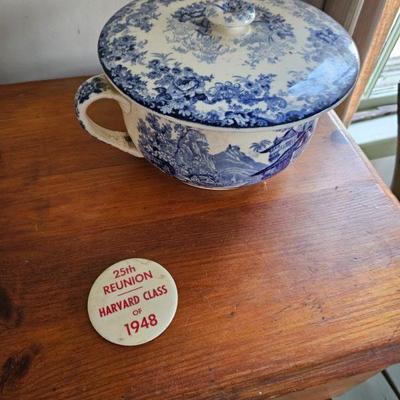 25th
REUNION
HARVARD CLASS
OF
1948